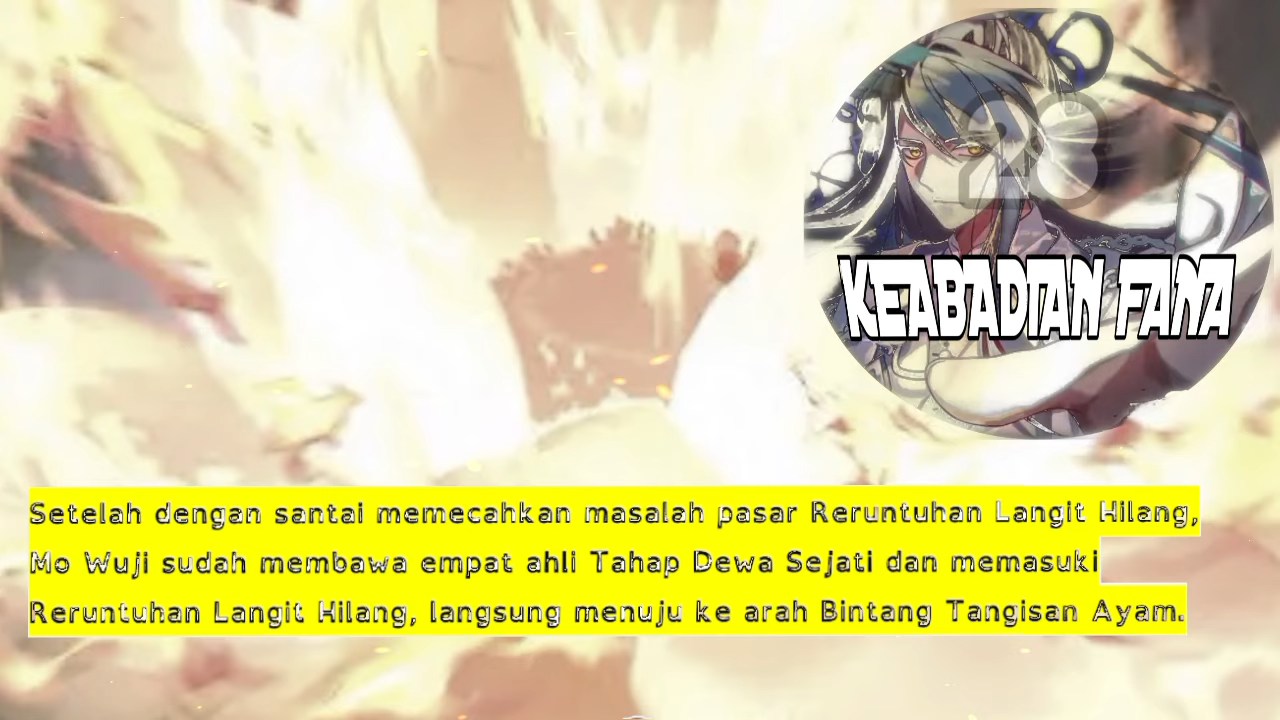 28
KEABADIAN FANA
Setelah dengan santai memecahkan masalah pasar Reruntuhan Langit Hilang,
Mo Wuji sudah membawa empat ahli Tahap Dewa Sejati dan memasuki
Reruntuhan Langit Hilang, langsung menuju ke arah Bintang Tangisan Ayam.